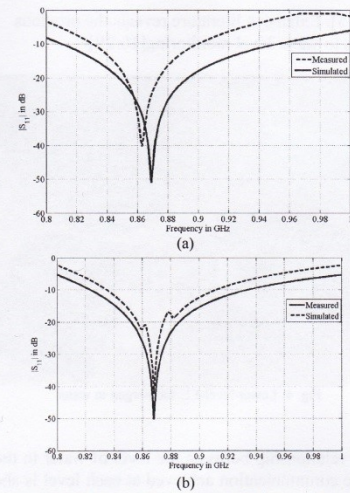 0
-10
-20
-30
-40
-50
-60
|S₁₁| in dB
Measured
Simulated
0.8 0.82 0.84 0.86 0.88 0.9 0.92 0.94 0.96 0.98
Frequency in GHz
(a)
0
-10
-20
-30
-40
-50
-60
|S₁₁| in dB
Measured
Simulated
0.8 0.82 0.84 0.86 0.88 0.9 0.92 0.94 0.96 0.98 1
Frequency in GHz
(b)